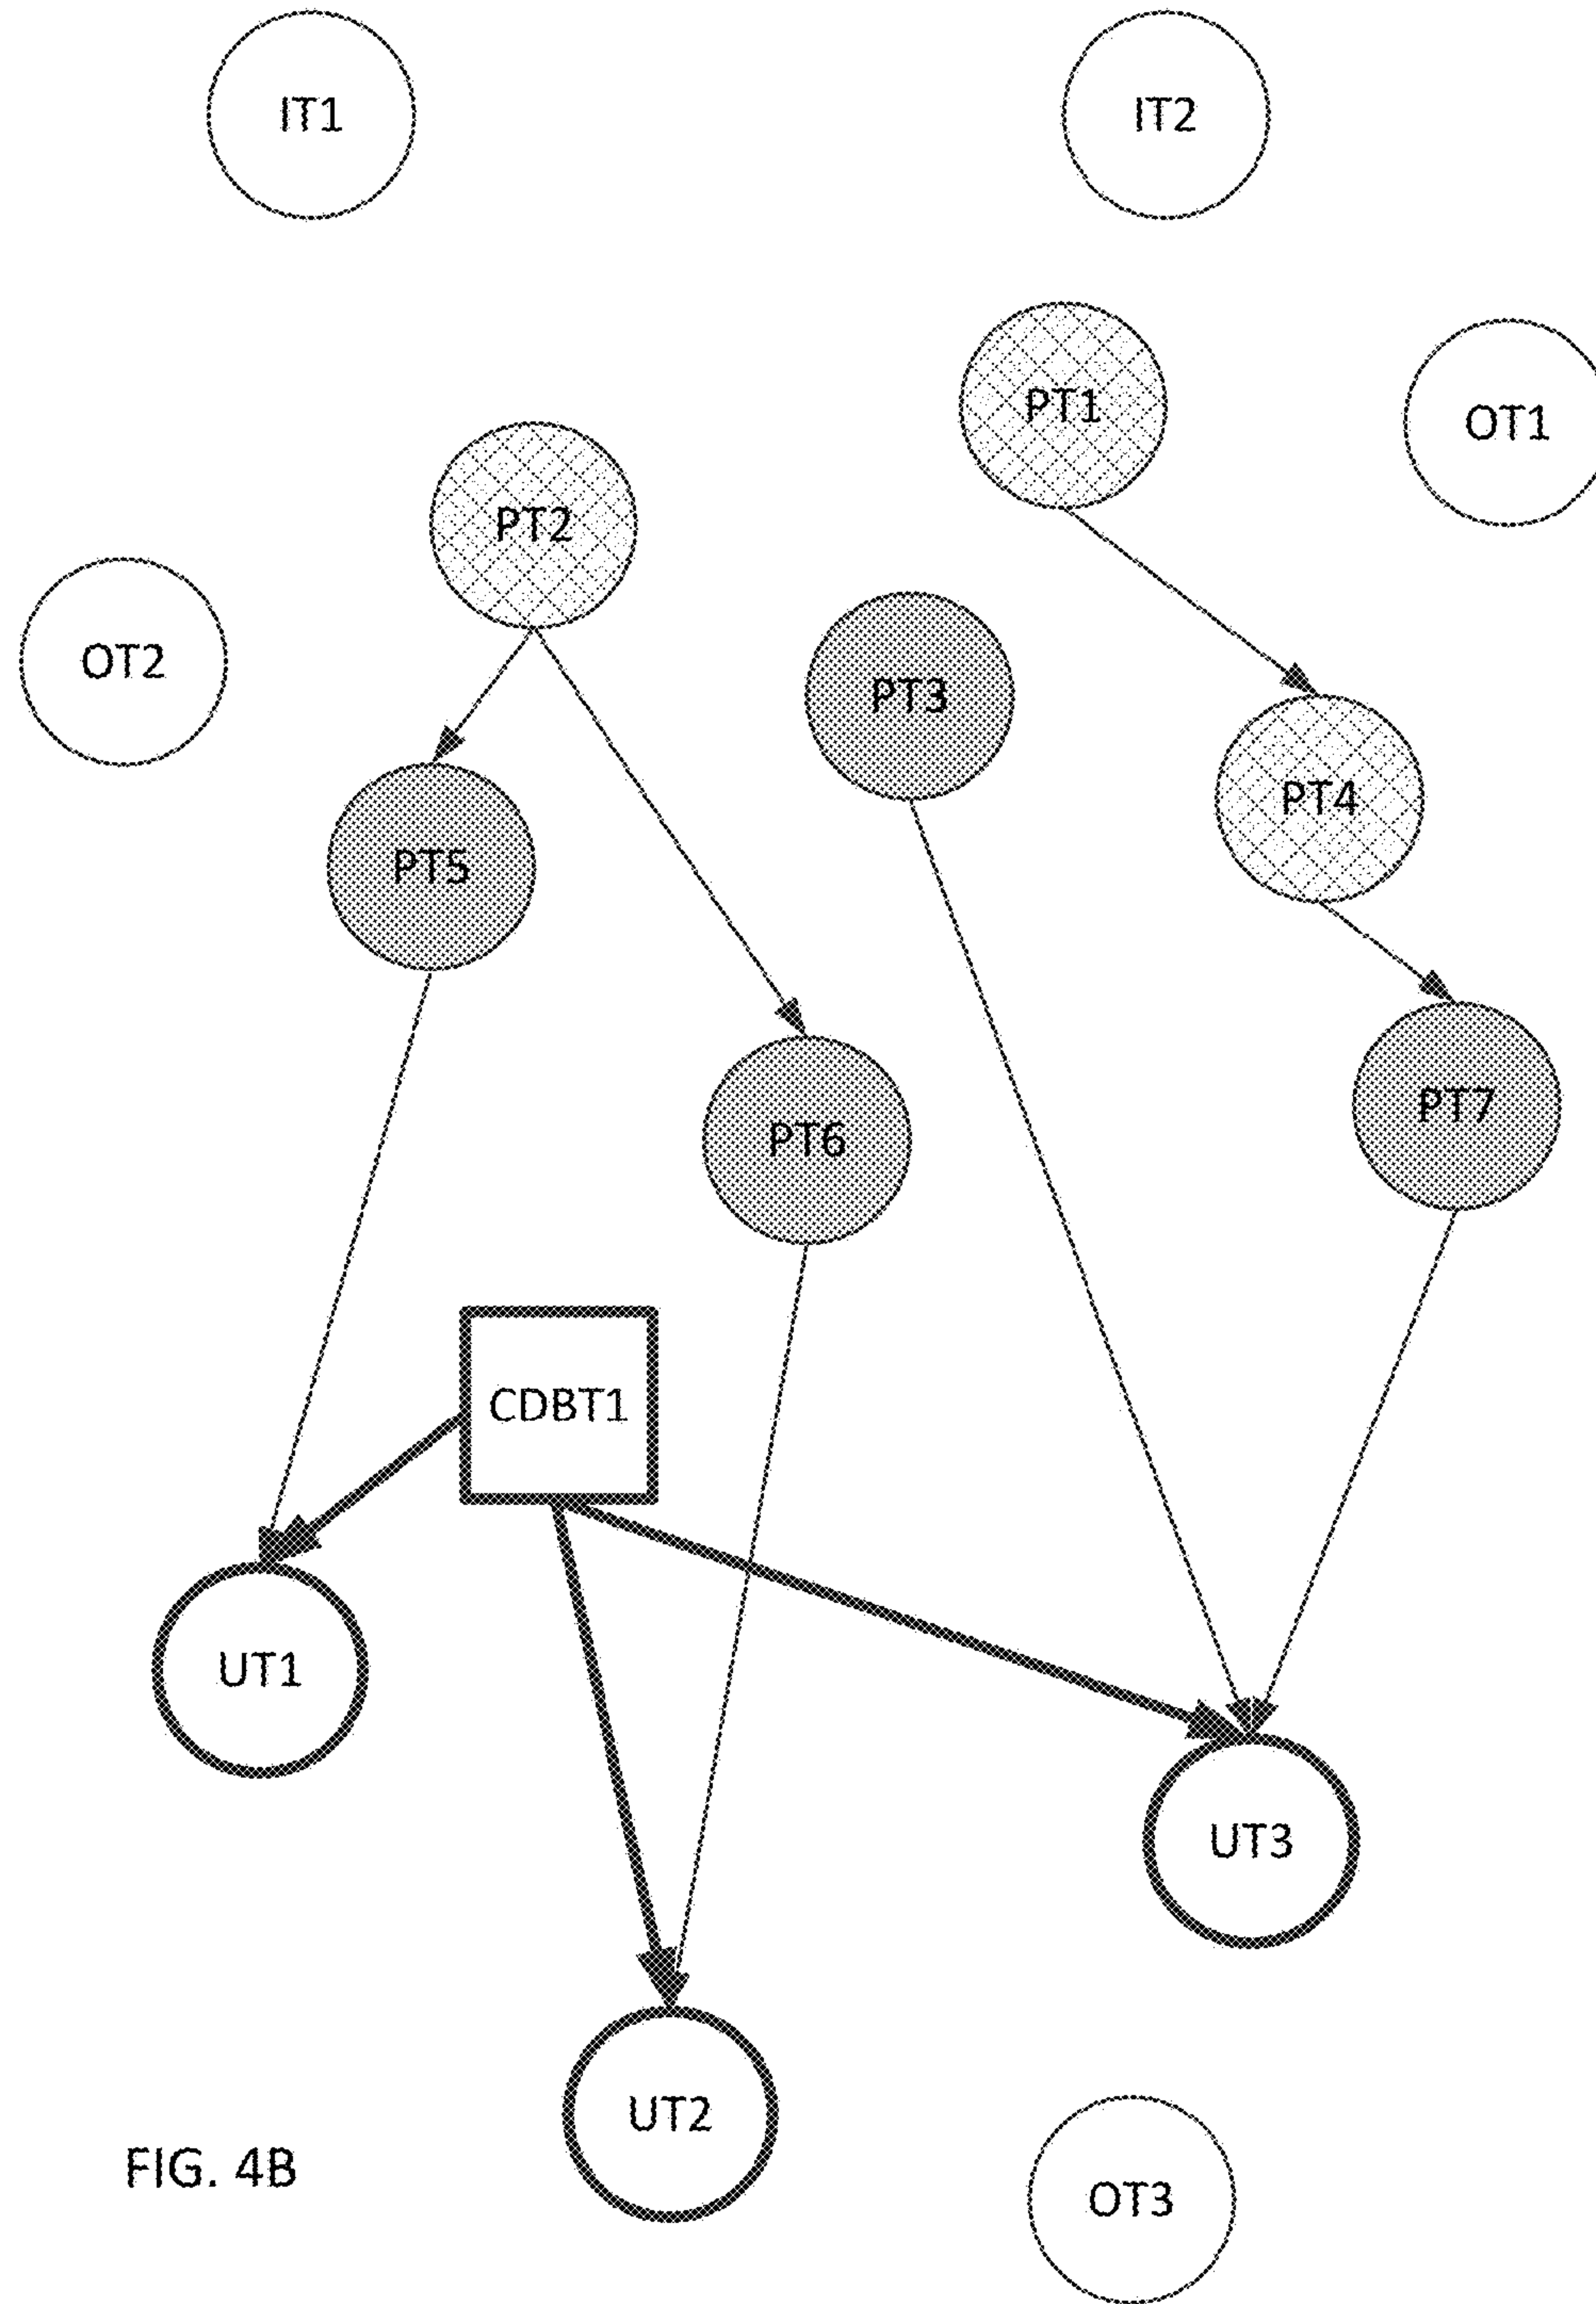 IT1
IT2
PT1
OT1
PT2
OT2
PT3
PT4
PT5
PT7
PT6
CDBT1
UT1
UT3
UT2
FIG. 4B
OT3